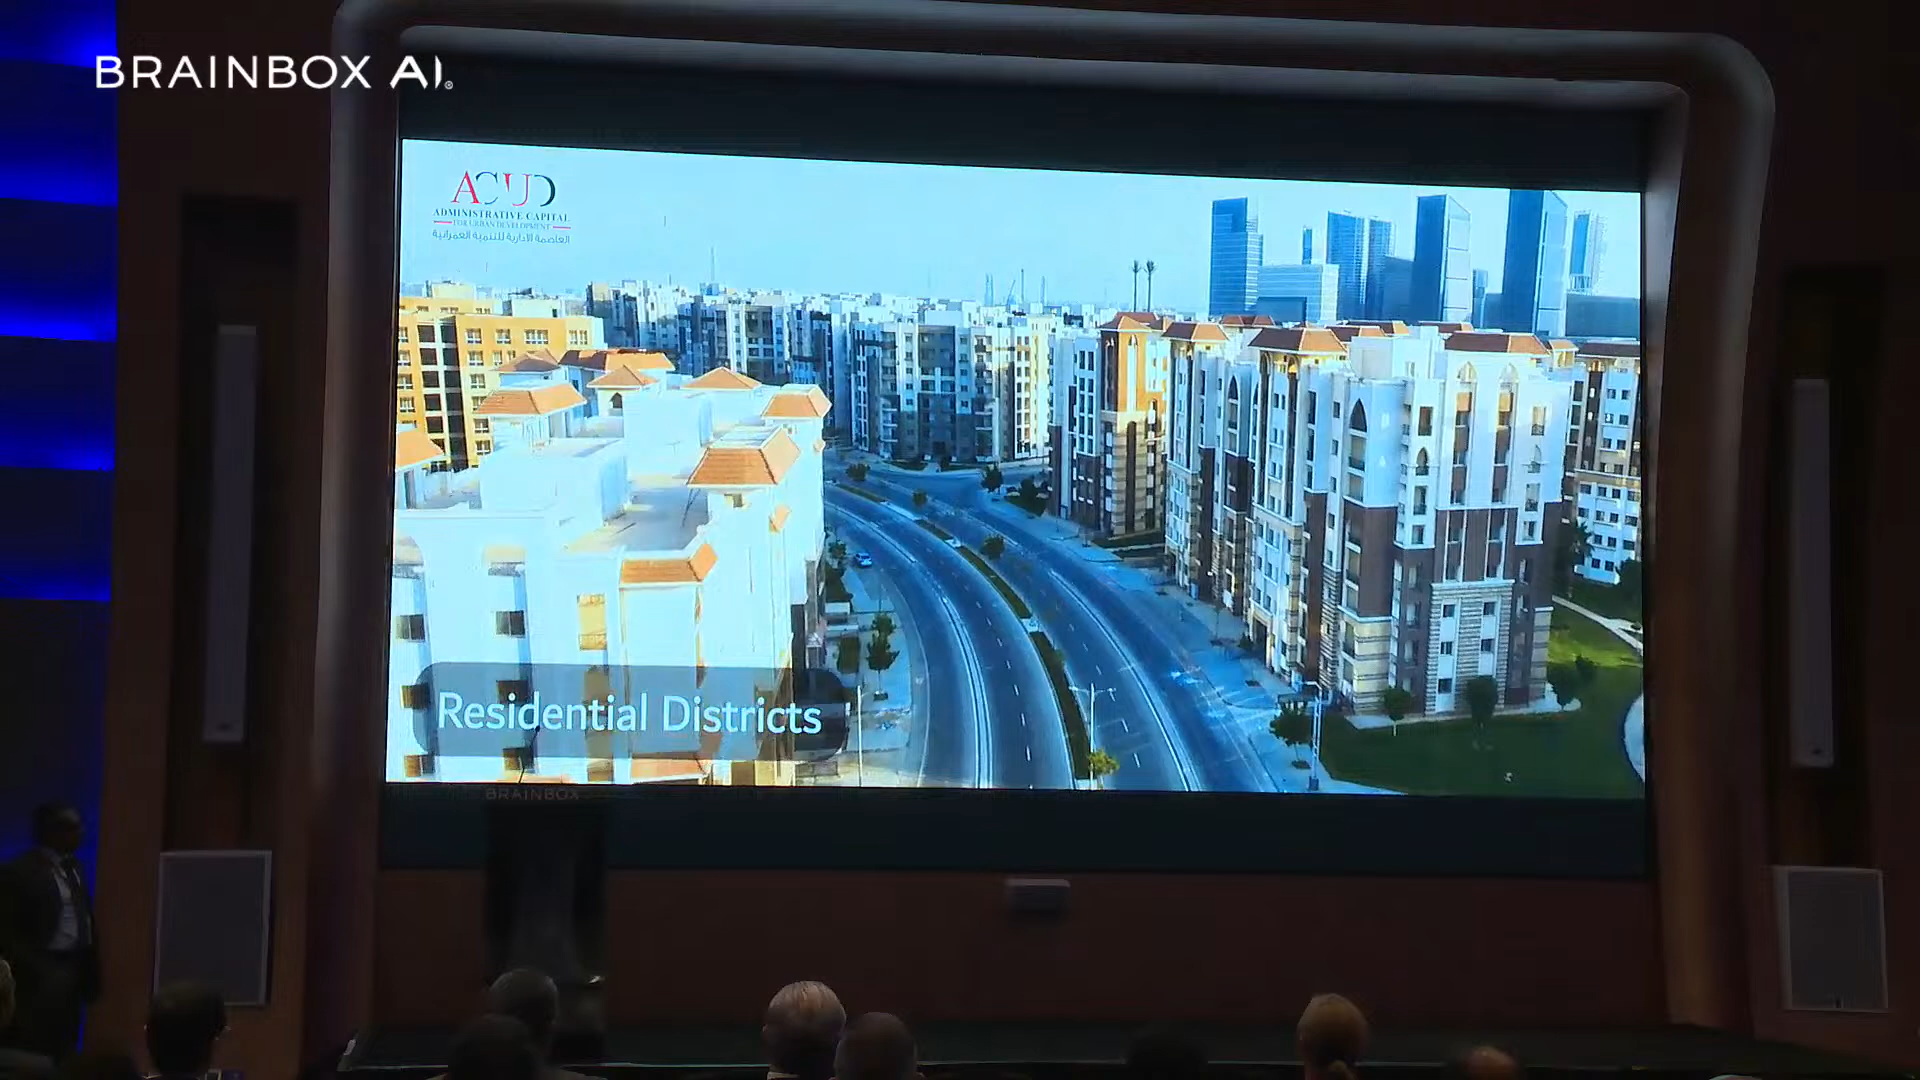 BRAINBOX AI
ACUD
ADMINISTRATIVE CAPITAL
FOR URBAN DEVELOPMENT
العاصمة الإدارية للتنمية العمرانية
Residential Districts
BRAINBOX